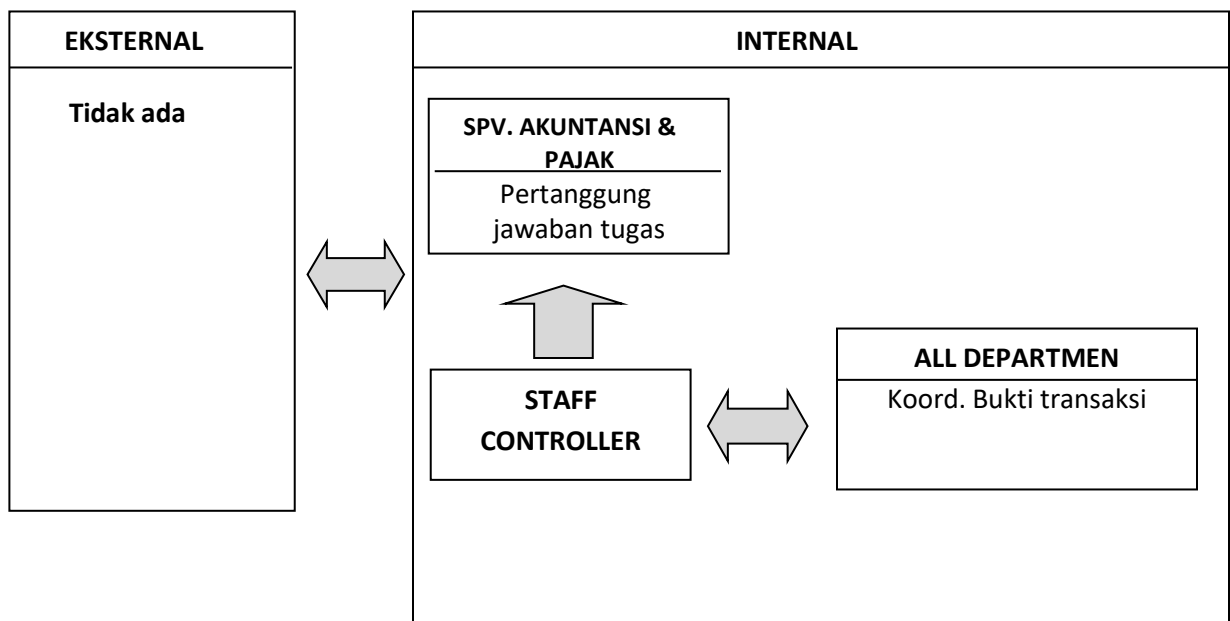 EKSTERNAL
Tidak ada
INTERNAL
SPV. AKUNTANSI &
PAJAK
Pertanggung
jawaban tugas
STAFF
CONTROLLER
ALL DEPARTMEN
Koord. Bukti transaksi